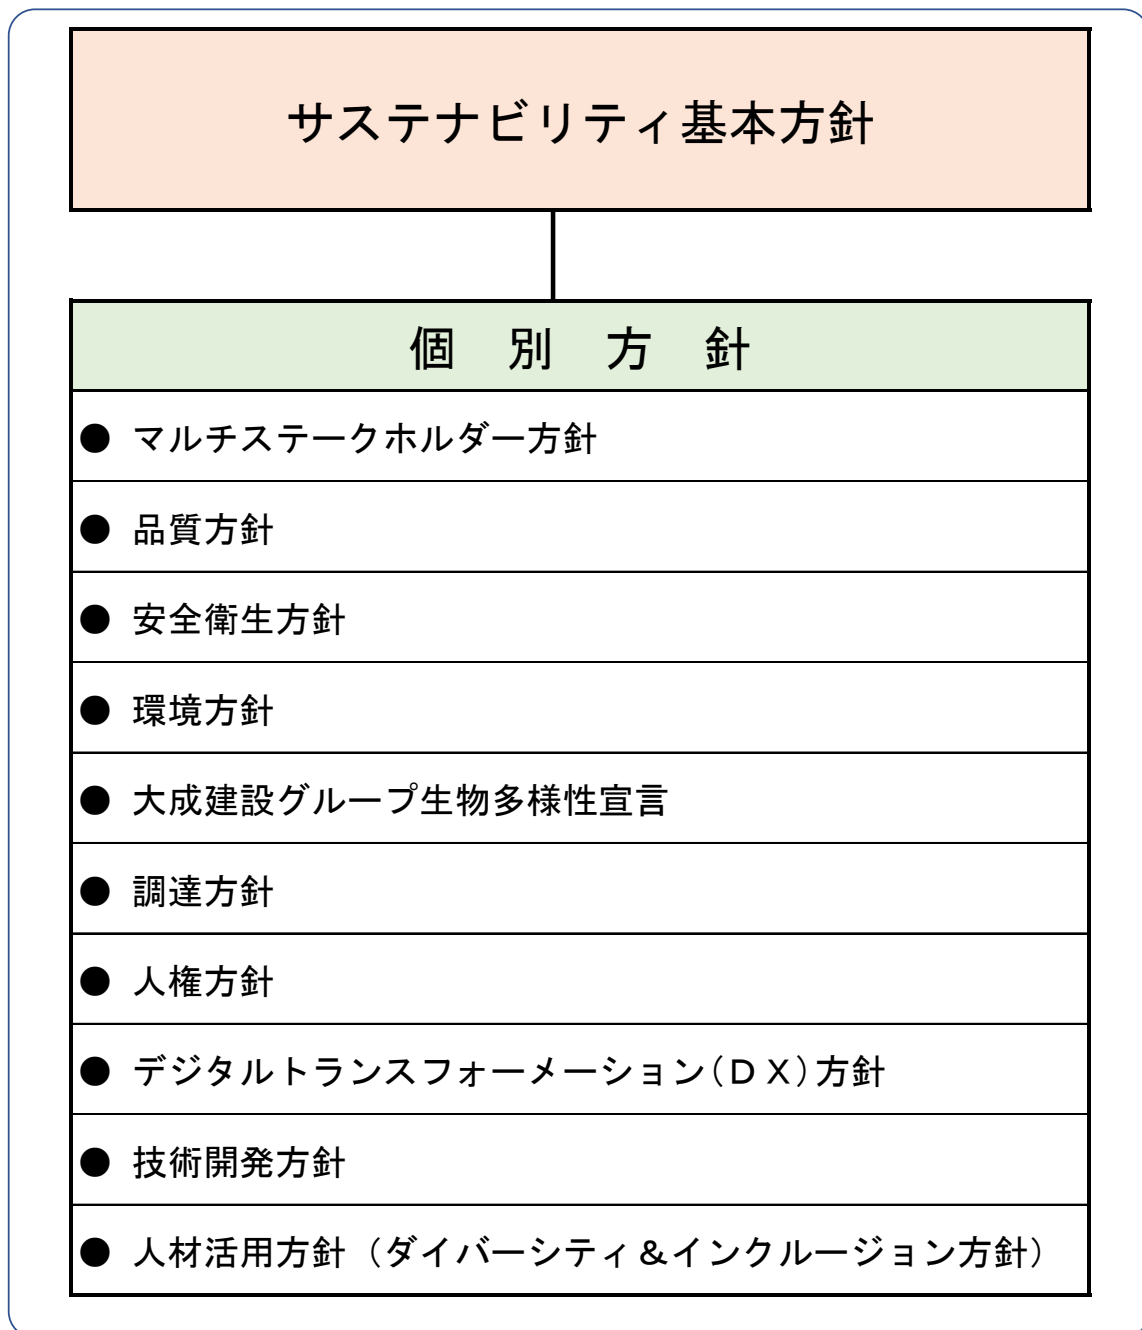 サステナビリティ基本方針
個　別　方　針
● マルチステークホルダー方針
● 品質方針
● 安全衛生方針
● 環境方針
● 大成建設グループ生物多様性宣言
● 調達方針
● 人権方針
● デジタルトランスフォーメーション(ＤＸ)方針
● 技術開発方針
● 人材活用方針（ダイバーシティ＆インクルージョン方針）